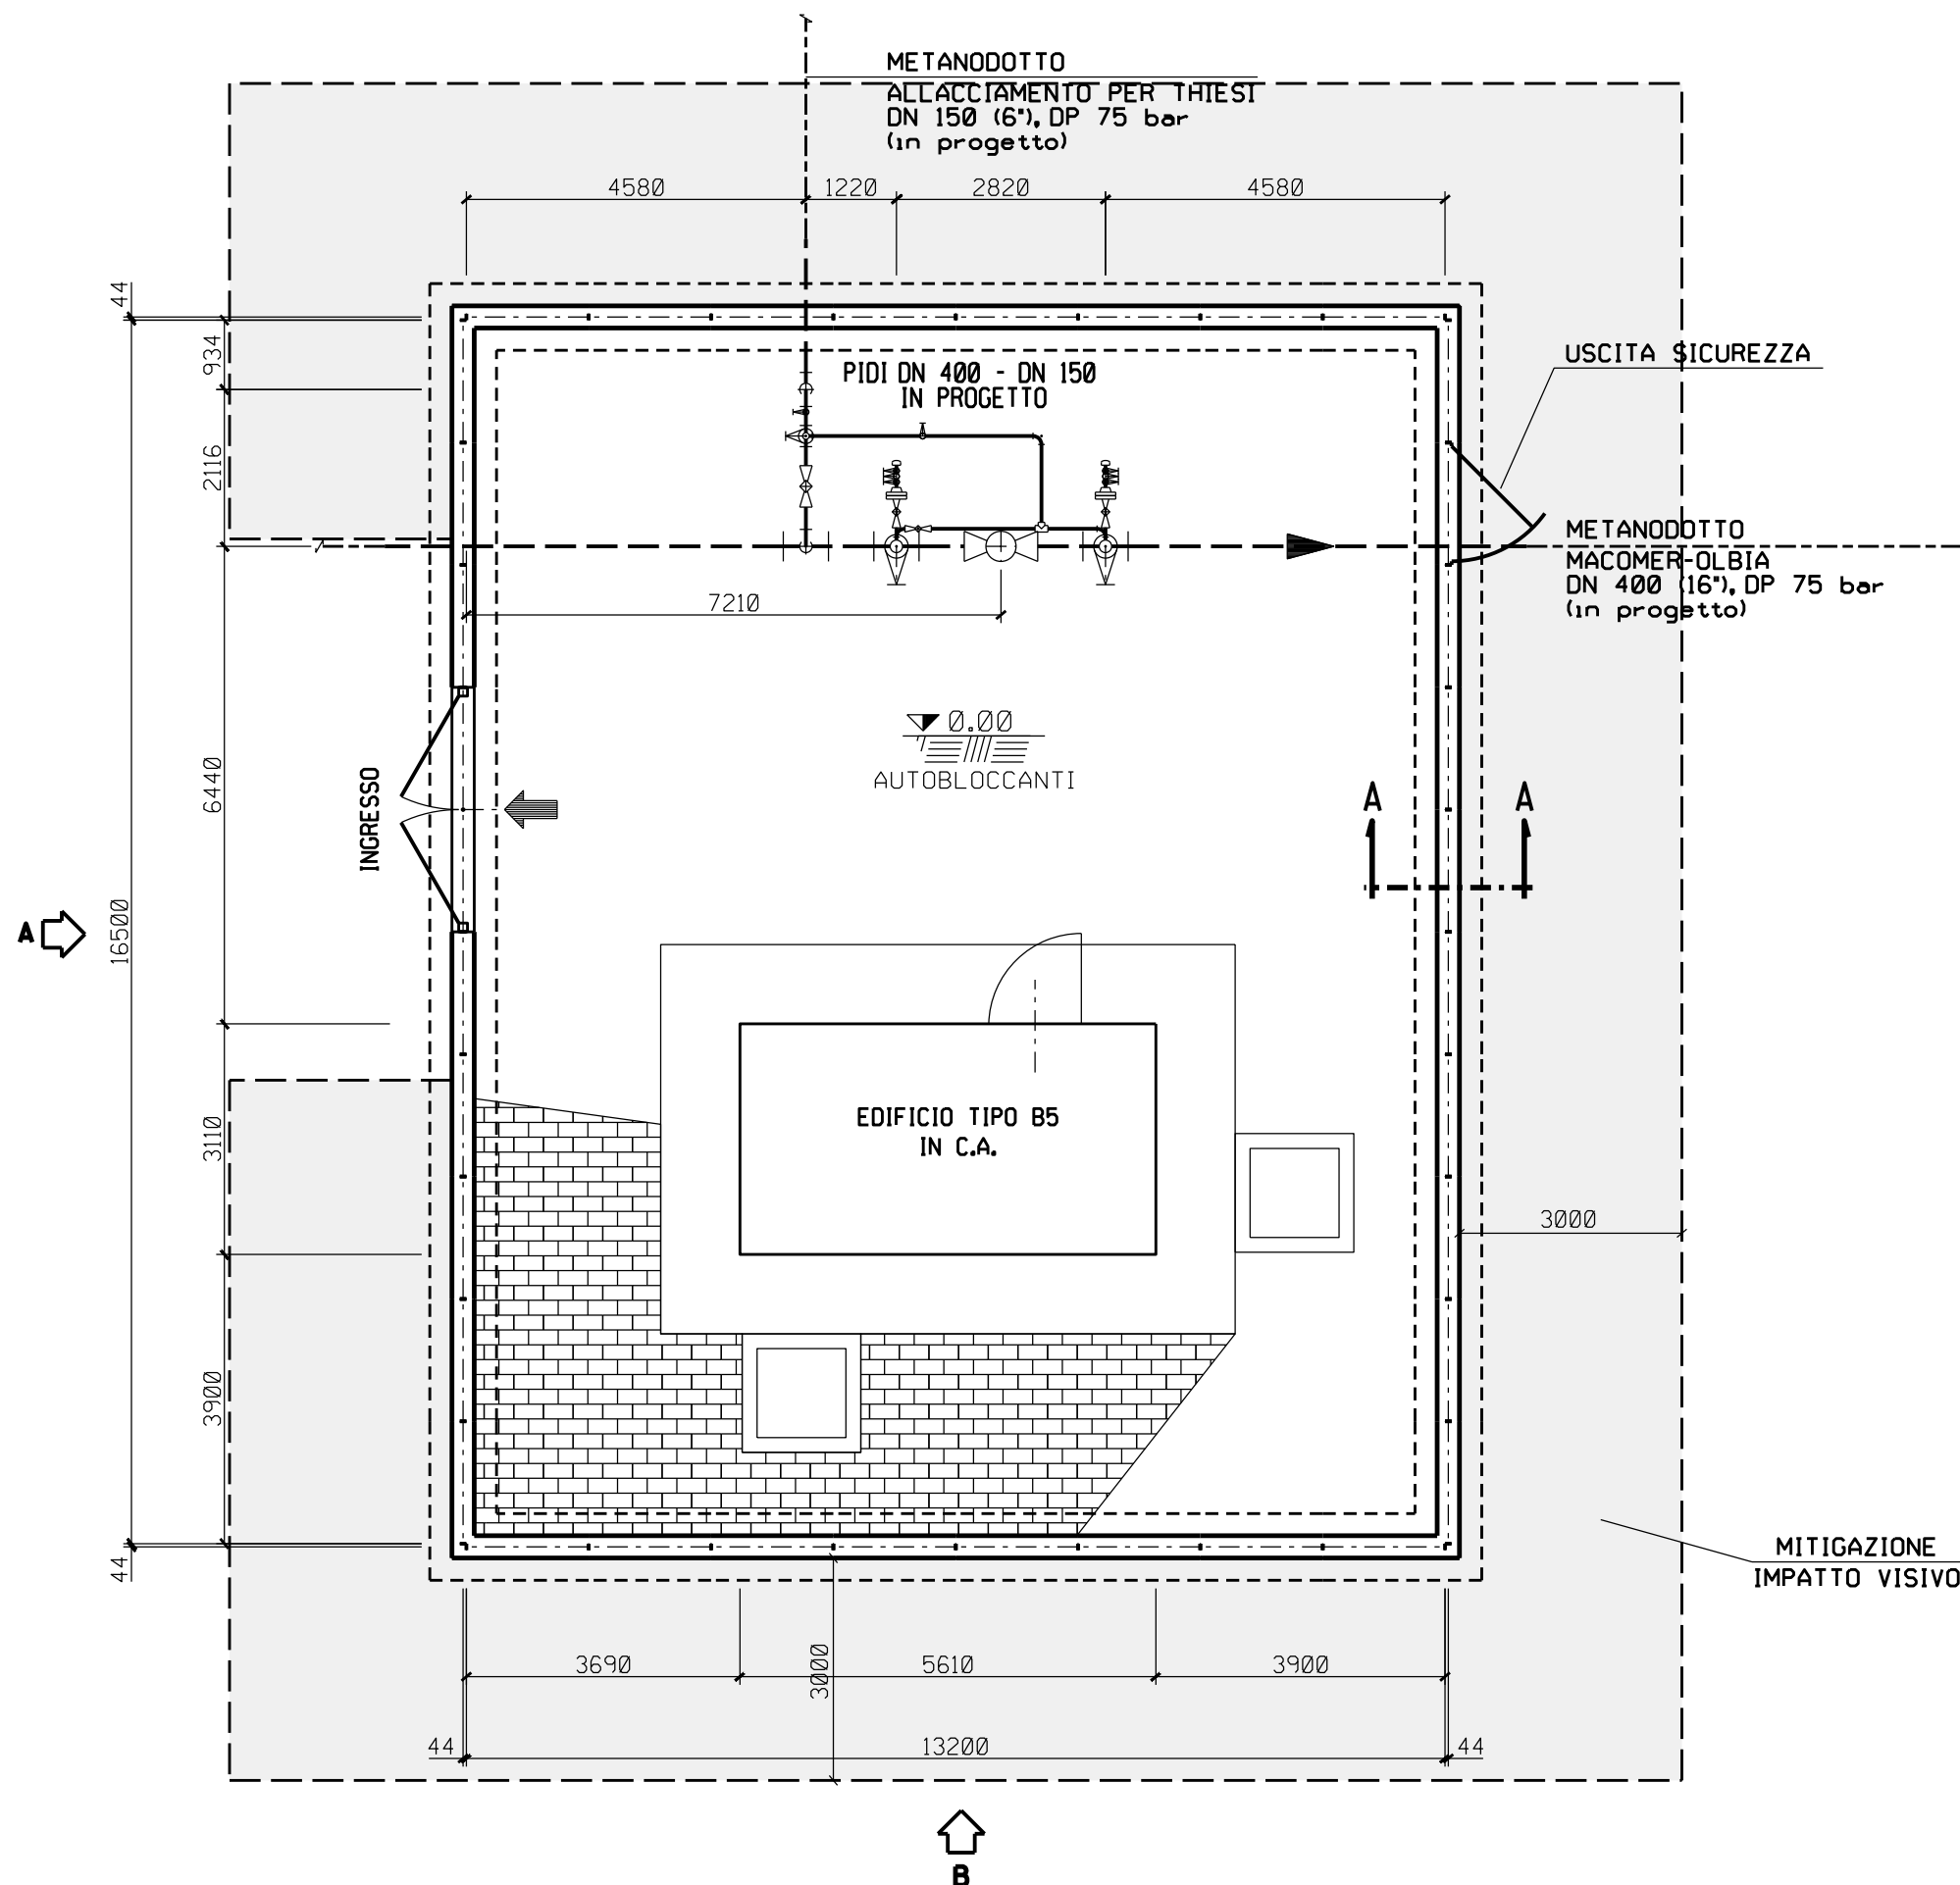 METANODOTTO
ALLACCIAMENTO PER THIESI
DN 150 (6"), DP 75 bar
(in progetto)
4580
1220
2820
4580
44
934
2116
PIDI DN 400 - DN 150
IN PROGETTO
USCITA SICUREZZA
METANODOTTO
MACOMER-OLBIA
DN 400 (16"), DP 75 bar
(in progetto)
7210
0.00
AUTOBLOCCANTI
6440
INGRESSO
A
A
A
16500
EDIFICIO TIPO B5
IN C.A.
3110
3000
3900
44
MITIGAZIONE
IMPATTO VISIVO
3690
3000
5610
3900
44
13200
44
B